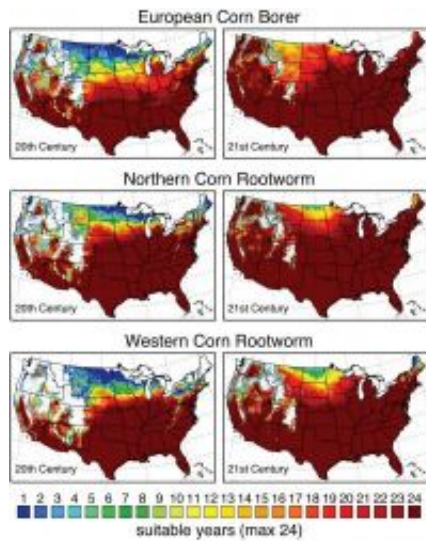 European Corn Borer
20th Century
21st Century
Northern Corn Rootworm
20th Century
21st Century
Western Corn Rootworm
20th Century
21st Century
1 2 3 4 5 6 7 8 9 10 11 12 13 14 15 16 17 18 19 20 21 22 23 24
suitable years (max 24)